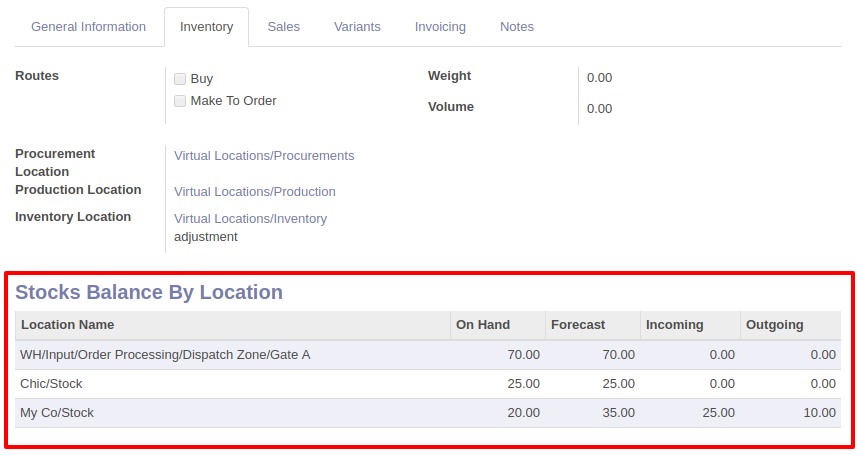 General Information Inventory Sales Variants Invoicing Notes
Routes Buy Weight 0.00
Make To Order Volume 0.00
Procurement Virtual Locations/Procurements
Location
Production Location Virtual Locations/Production
Inventory Location Virtual Locations/Inventory
adjustment
Stocks Balance By Location
Location Name On Hand Forecast Incoming Outgoing
WH/Input/Order Processing/Dispatch Zone/Gate A 70.00 70.00 0.00 0.00
Chic/Stock 25.00 25.00 0.00 0.00
My Co/Stock 20.00 35.00 25.00 10.00